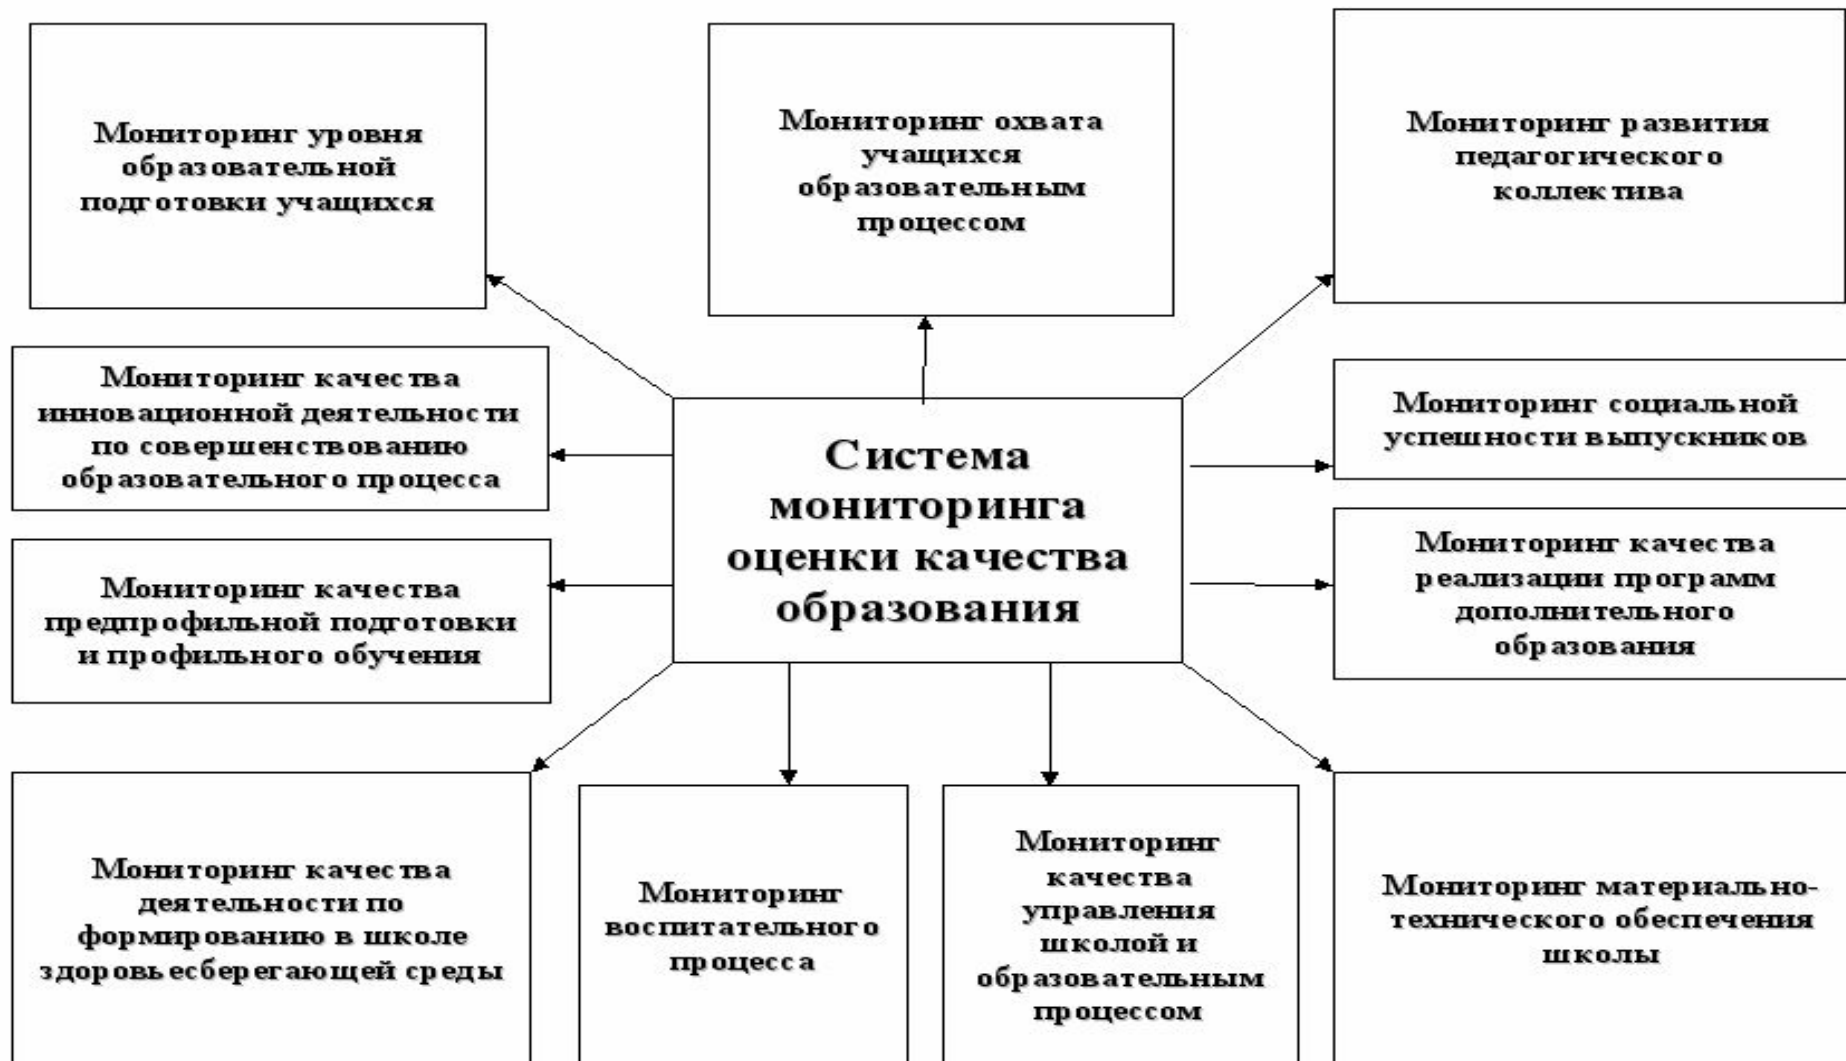 Мониторинг уровня
образовательной
подготовки учащихся
Мониторинг охвата
учащихся
образовательным
процессом
Мониторинг развития
педагогического
коллектива
Мониторинг качества
инновационной деятельности
по совершенствованию
образовательного процесса
Система
мониторинга
оценки качества
образования
Мониторинг социальной
успешности выпускников
Мониторинг качества
предпрофильной подготовки
и профильного обучения
Мониторинг качества
реализации программ
дополнительного
образования
Мониторинг качества
деятельности по
формированию в школе
здоровьесберегающей среды
Мониторинг
воспитательного
процесса
Мониторинг
качества
управления
школой и
образовательным
процессом
Мониторинг материально-
технического обеспечения
школы